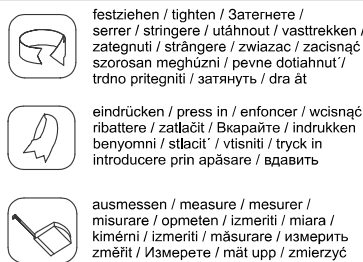 festziehen / tighten / Затегнете /
serrer / stringere / utáhnout / vasttrekken /
zategnuti / strângere / zwiazac / zacisnąć
szorosan meghúzni / pevne dotiahnut´/
trdno pritegniti / затянуть / dra åt
eindrücken / press in / enfoncer / wcisnąć
ribattere / zatlačit / Вкарайте / indrukken
benyomni / stlacit´ / vtisniti / tryck in
introducere prin apăsare / вдавить
ausmessen / measure / mesurer /
misurare / opmeten / izmeriti / miara /
kimérni / izmeriti / măsurare / измерить
změřit / Измерете / mät upp / zmierzyć